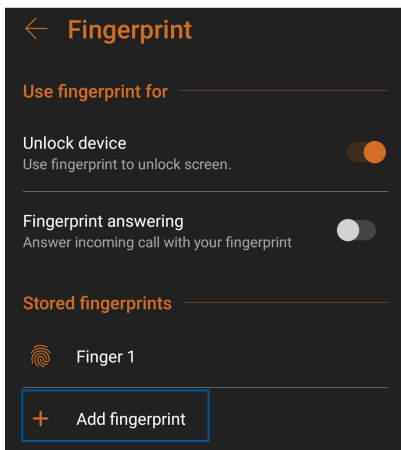 Fingerprint
Use fingerprint for
Unlock device
Use fingerprint to unlock screen.
Fingerprint answering
Answer incoming call with your fingerprint
Stored fingerprints
Finger 1
Add fingerprint